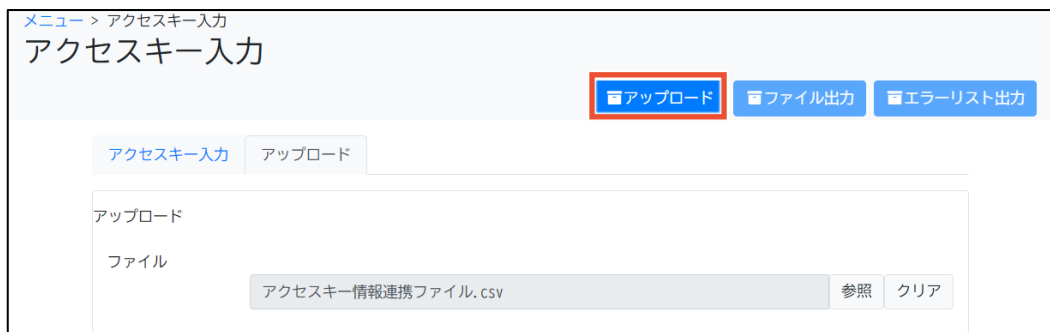 メニュー > アクセスキー入力
アクセスキー入力
アップロード ファイル出力 エラーリスト出力
アクセスキー入力 アップロード
アップロード
ファイル
アクセスキー情報連携ファイル.csv 参照 クリア